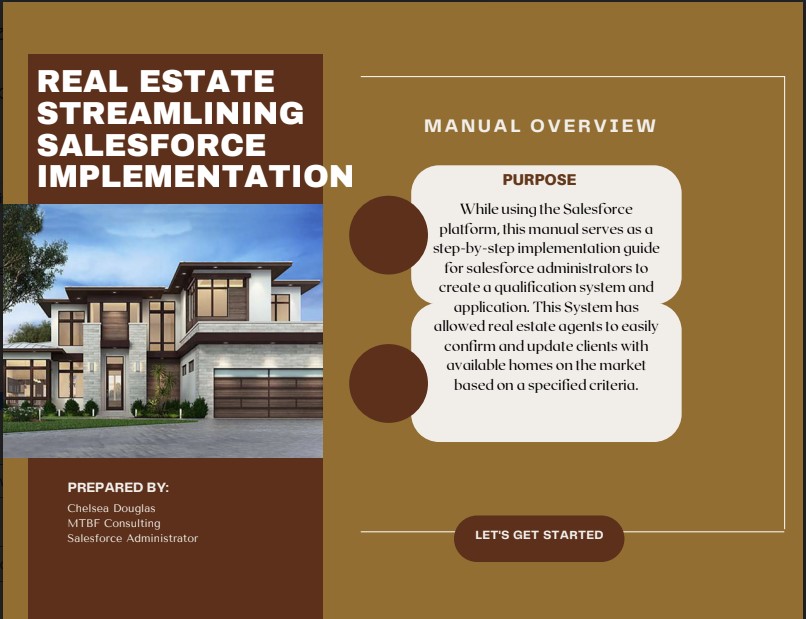 REAL ESTATE
STREAMLINING
SALESFORCE
IMPLEMENTATION
PREPARED BY:
Chelsea Douglas
MTBF Consulting
Salesforce Administrator
MANUAL OVERVIEW
PURPOSE
While using the Salesforce
platform, this manual serves as a
step-by-step implementation guide
for salesforce administrators to
create a qualification system and
application. This System has
allowed real estate agents to easily
confirm and update clients with
available homes on the market
based on a specified criteria.
LET'S GET STARTED